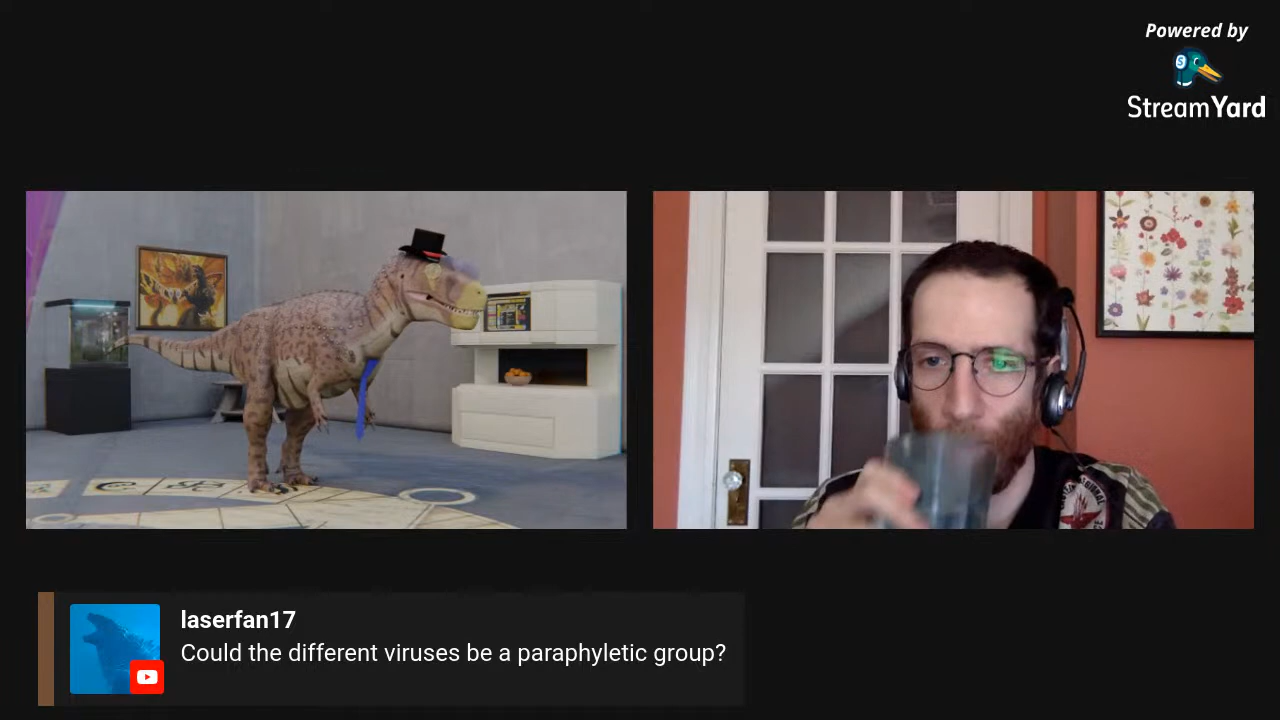 Powered by
StreamYard
laserfan17
Could the different viruses be a paraphyletic group?